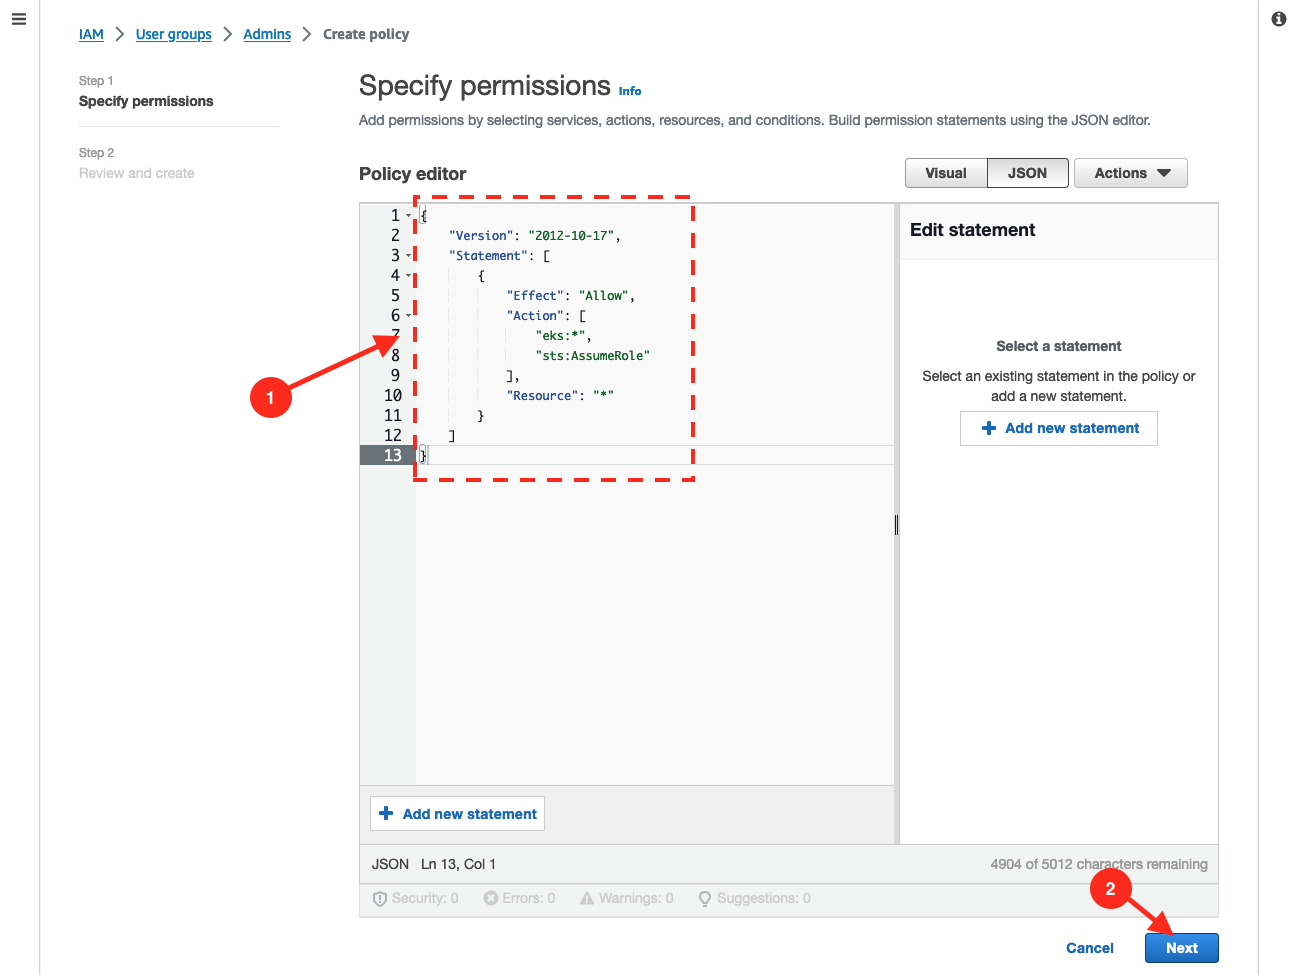 IAM > User groups > Admins > Create policy
Step 1
Specify permissions
Step 2
Review and create
Specify permissions Info
Add permissions by selecting services, actions, resources, and conditions. Build permission statements using the JSON editor.
Policy editor
Visual JSON Actions
1 {
2 "Version": "2012-10-17",
3 "Statement": [
4 {
5 "Effect": "Allow",
6 "Action": [
7 "eks:*",
8 "sts:AssumeRole"
9 ],
10 "Resource": "*"
11 }
12 ]
13 }
1
Edit statement
Select a statement
Select an existing statement in the policy or
add a new statement.
+ Add new statement
+ Add new statement
JSON Ln 13, Col 1
4904 of 5012 characters remaining
Security: 0 Errors: 0 Warnings: 0 Suggestions: 0
2
Cancel Next